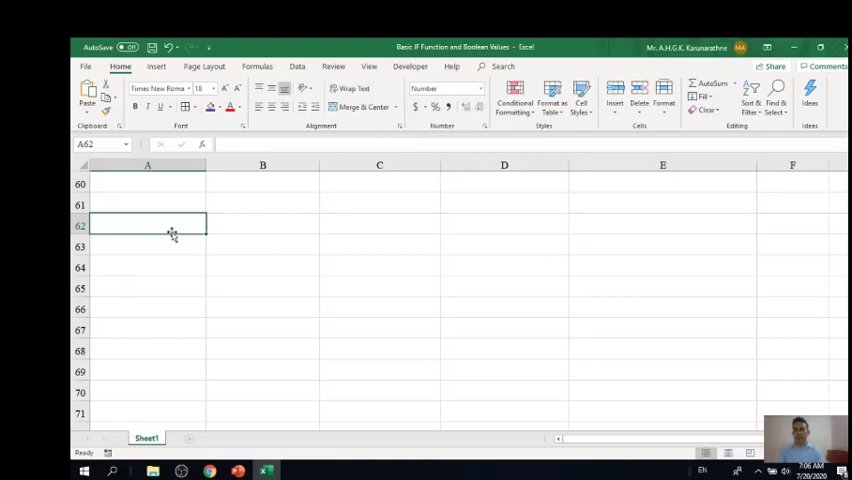 AutoSave Off Basic IF Function and Boolean Values - Excel Mr. A.H.G.K. Karunarathne MA
File Home Insert Page Layout Formulas Data Review View Developer Help Search Share Comments
Times New Roma 18 Wrap Text Number AutoSum
Paste Fill
B I U A Merge & Center $ % Conditional Formatting Format as Table Cell Styles Insert Delete Format Clear Sort & Filter Find & Select Ideas
Clipboard Font Alignment Number Styles Cells Editing Ideas
A62 fx
A B C D E F
60
61
62
63
64
65
66
67
68
69
70
71
Sheet1
Ready
EN 7:06 AM
7/20/2020